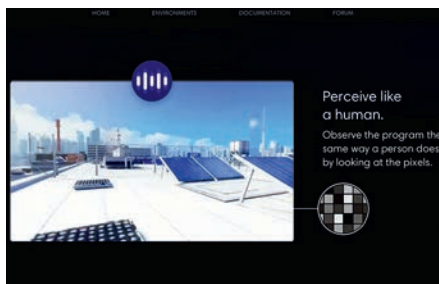 HOME ENVIRONMENTS DOCUMENTATION FORUM
Perceive like
a human.
Observe the program the
same way a person does
by looking at the pixels.